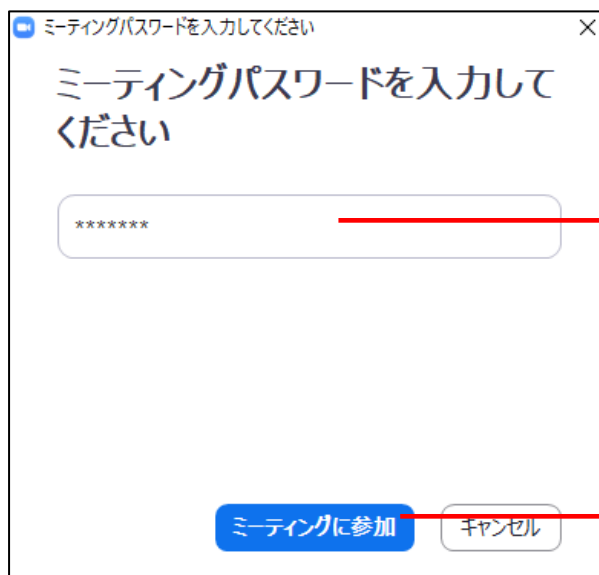 ミーティングパスワードを入力してください
ミーティングパスワードを入力して
ください
*******
ミーティングに参加
キャンセル